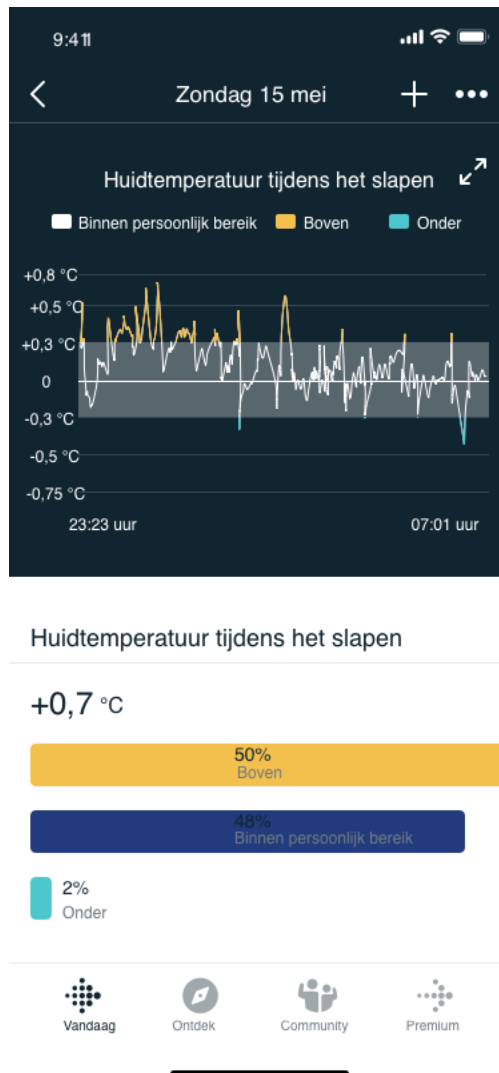 9:41
Zondag 15 mei
Huidtemperatuur tijdens het slapen
Binnen persoonlijk bereik Boven Onder
+0,8 °C
+0,5 °C
+0,3 °C
0
-0,3 °C
-0,5 °C
-0,75 °C
23:23 uur 07:01 uur
Huidtemperatuur tijdens het slapen
+0,7 °C
50%
Boven
48%
Binnen persoonlijk bereik
2%
Onder
Vandaag Ontdek Community Premium